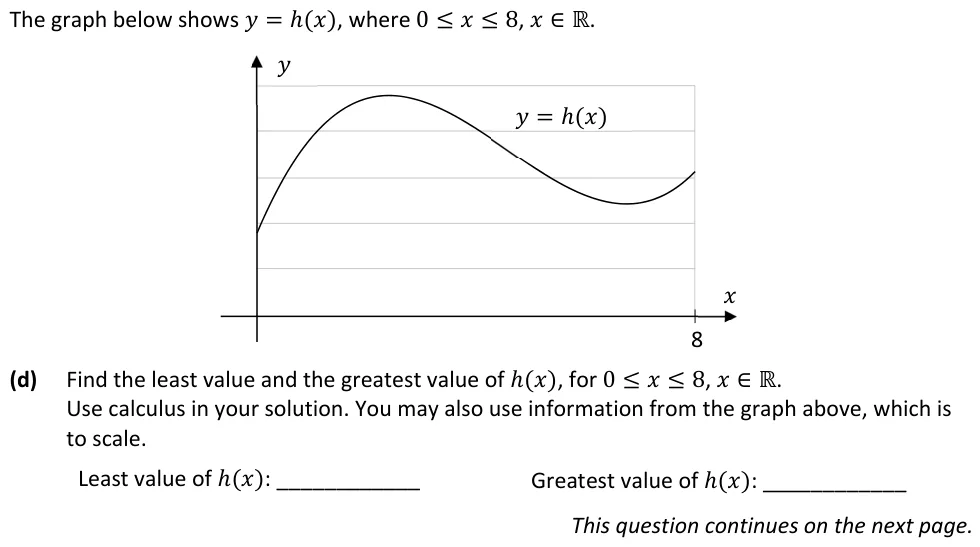 The graph below shows y = h(x), where 0 ≤ x ≤ 8, x ∈ ℝ.
y
y = h(x)
x
8
(d) Find the least value and the greatest value of h(x), for 0 ≤ x ≤ 8, x ∈ ℝ.
Use calculus in your solution. You may also use information from the graph above, which is
to scale.
Least value of h(x): ____________ Greatest value of h(x): ____________
This question continues on the next page.